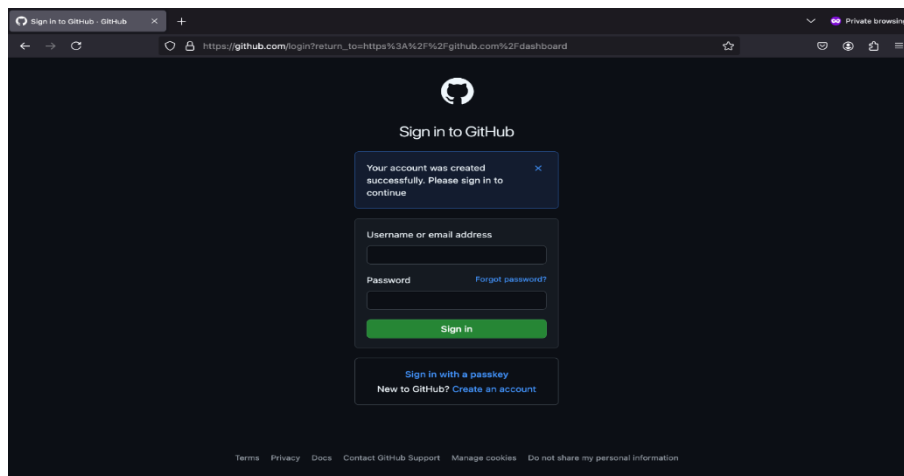 Sign in to GitHub · GitHub
Private browsing
https://github.com/login?return_to=https%3A%2F%2Fgithub.com%2Fdashboard
Sign in to GitHub
Your account was created
successfully. Please sign in to
continue
Username or email address
Password Forgot password?
Sign in
Sign in with a passkey
New to GitHub? Create an account
Terms Privacy Docs Contact GitHub Support Manage cookies Do not share my personal information